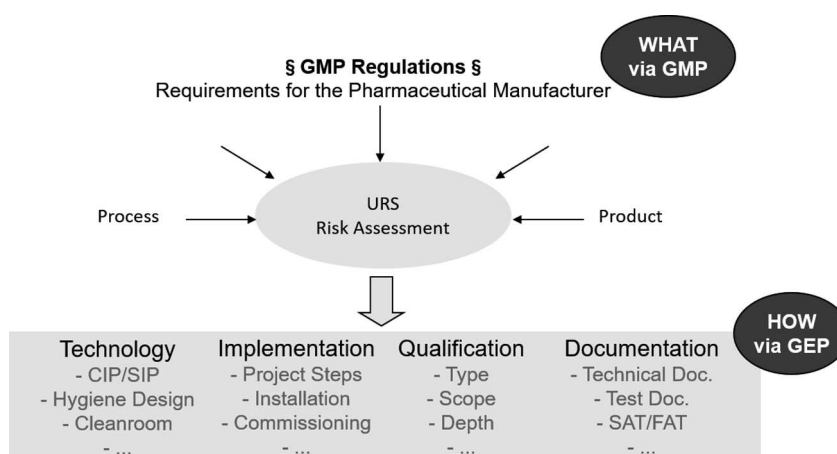 WHAT
via GMP
§ GMP Regulations §
Requirements for the Pharmaceutical Manufacturer
Process
URS
Risk Assessment
Product
HOW
via GEP
Technology
- CIP/SIP
- Hygiene Design
- Cleanroom
- ...
Implementation
- Project Steps
- Installation
- Commissioning
- ...
Qualification
- Type
- Scope
- Depth
- ...
Documentation
- Technical Doc.
- Test Doc.
- SAT/FAT
- ...